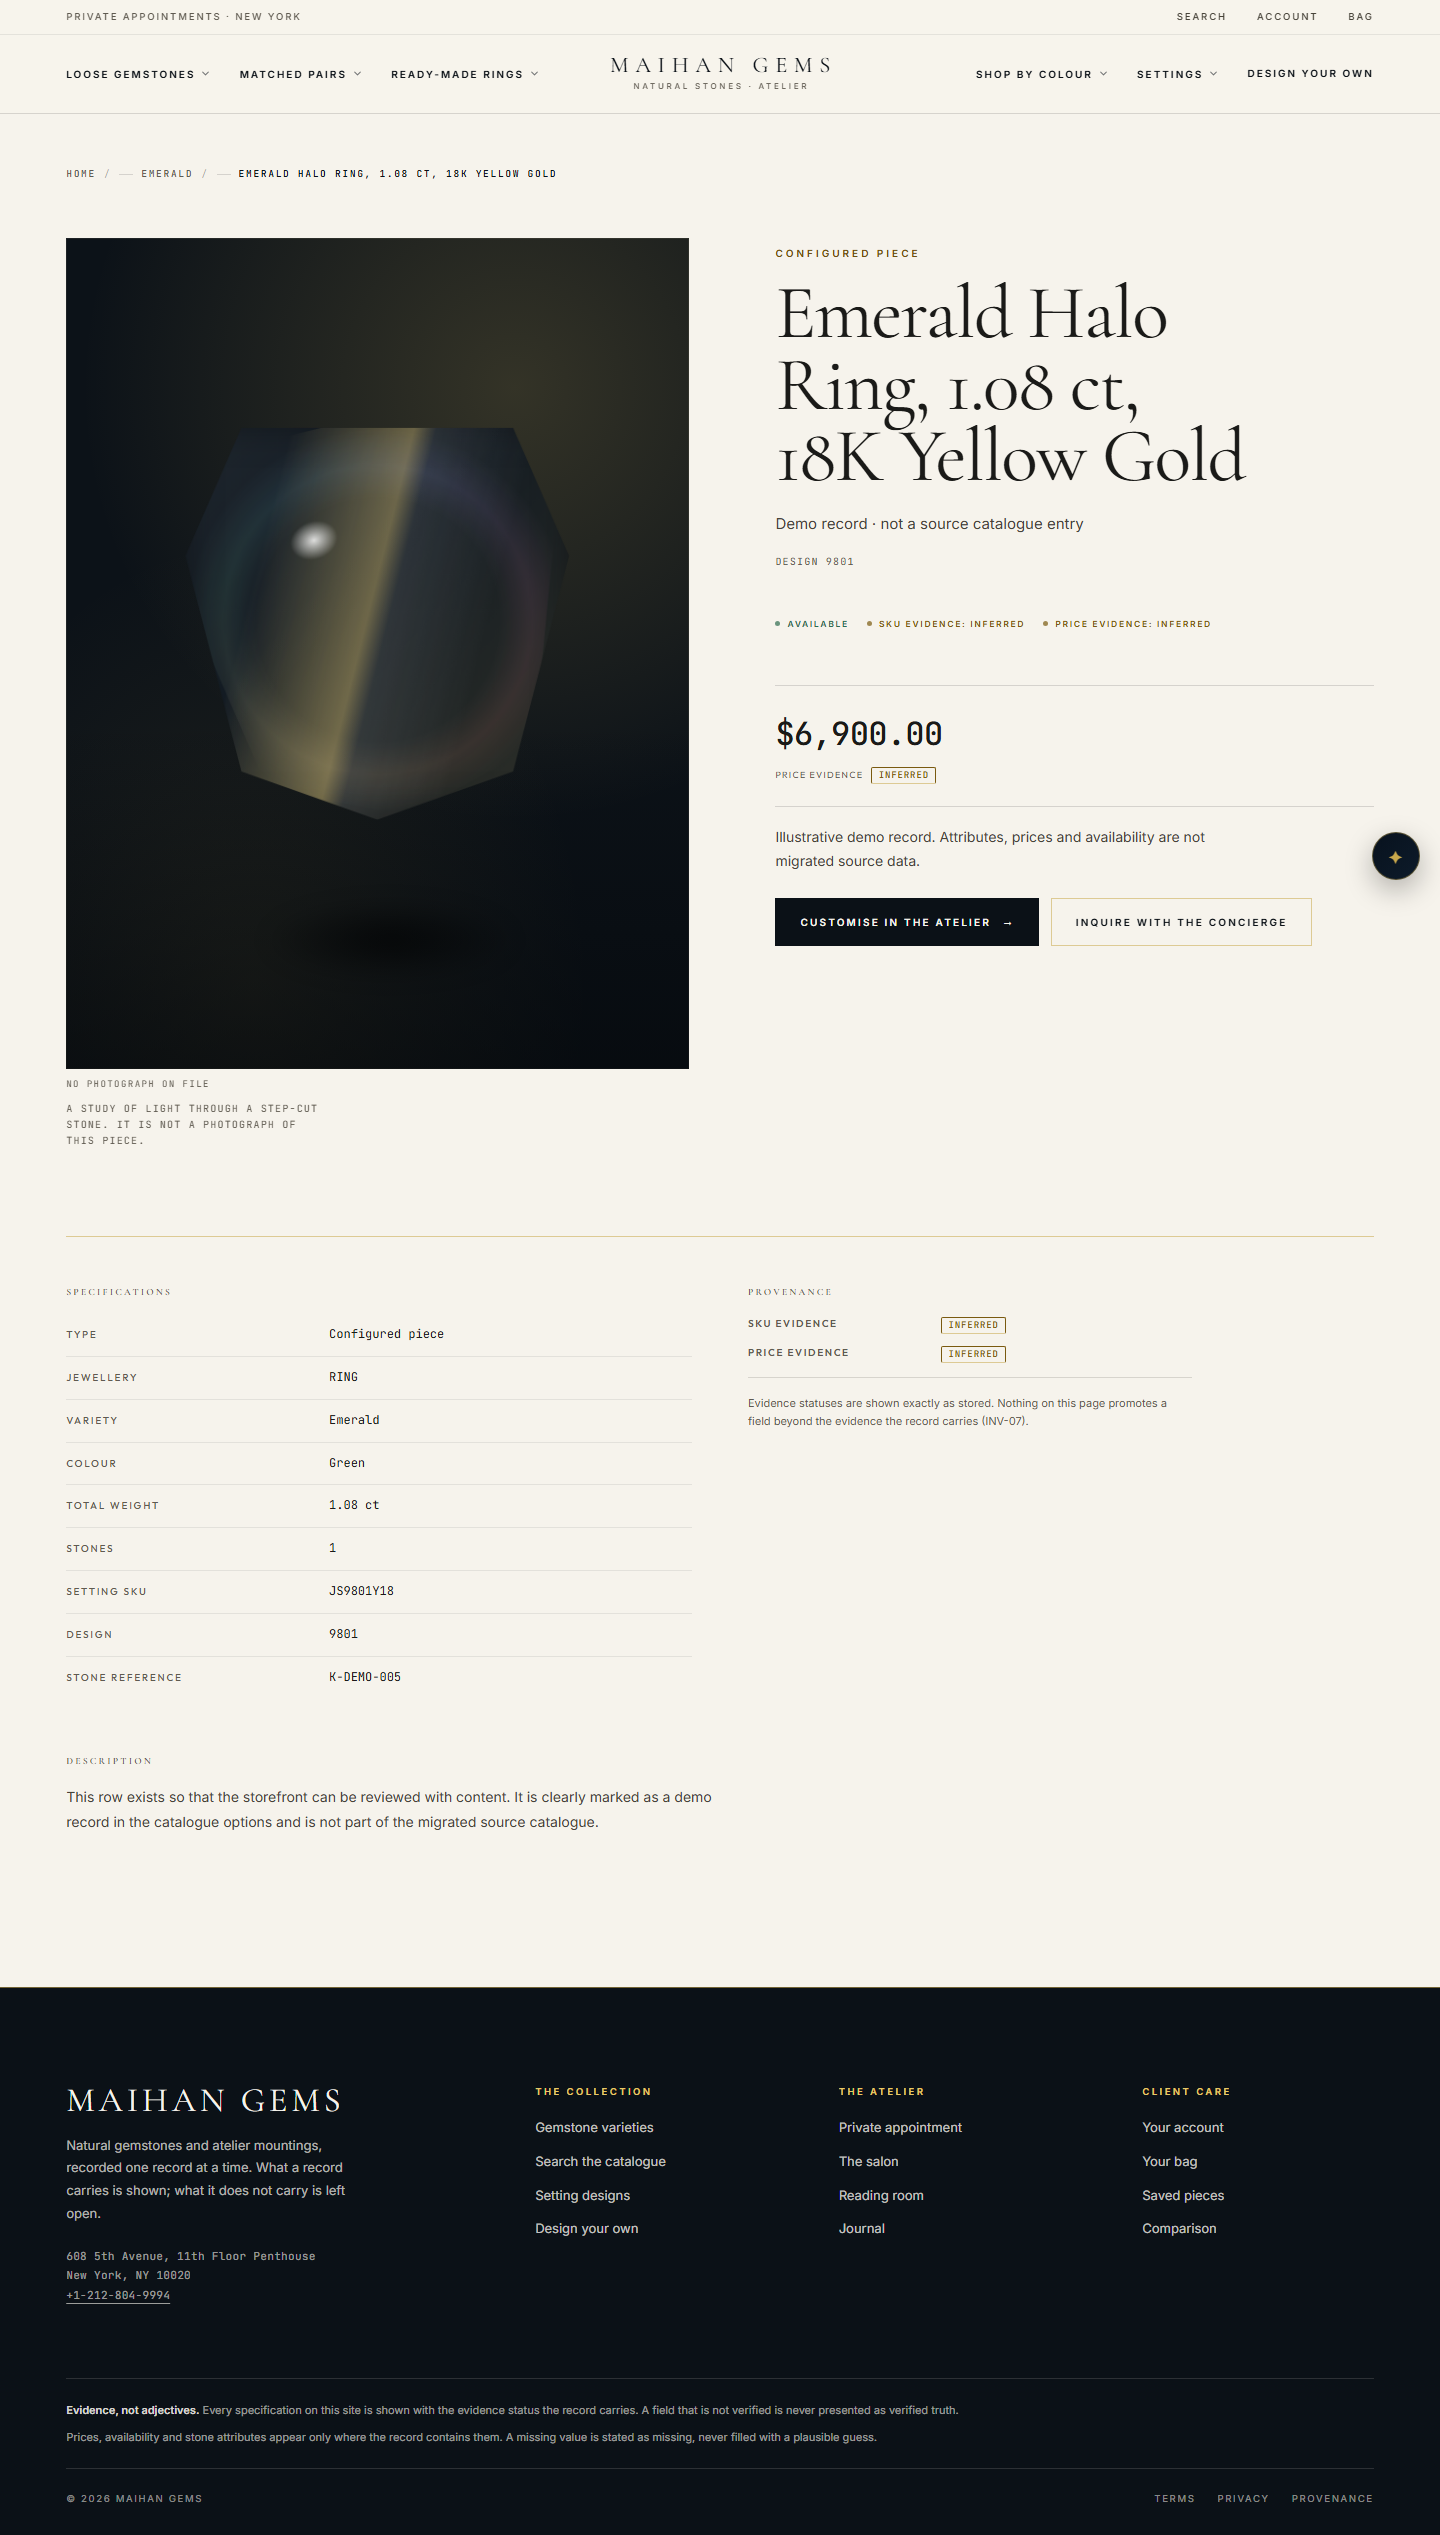 PRIVATE APPOINTMENTS · NEW YORK
SEARCH ACCOUNT BAG
LOOSE GEMSTONES MATCHED PAIRS READY-MADE RINGS
MAIHAN GEMS
NATURAL STONES · ATELIER
SHOP BY COLOUR SETTINGS DESIGN YOUR OWN
HOME / — EMERALD / — EMERALD HALO RING, 1.08 CT, 18K YELLOW GOLD
CONFIGURED PIECE
Emerald Halo
Ring, 1.08 ct,
18K Yellow Gold
Demo record · not a source catalogue entry
DESIGN 9801
AVAILABLE SKU EVIDENCE: INFERRED PRICE EVIDENCE: INFERRED
$6,900.00
PRICE EVIDENCE INFERRED
Illustrative demo record. Attributes, prices and availability are not
migrated source data.
CUSTOMISE IN THE ATELIER → INQUIRE WITH THE CONCIERGE
NO PHOTOGRAPH ON FILE
A STUDY OF LIGHT THROUGH A STEP-CUT
STONE. IT IS NOT A PHOTOGRAPH OF
THIS PIECE.
SPECIFICATIONS
TYPE Configured piece
JEWELLERY RING
VARIETY Emerald
COLOUR Green
TOTAL WEIGHT 1.08 ct
STONES 1
SETTING SKU JS9801Y18
DESIGN 9801
STONE REFERENCE K-DEMO-005
PROVENANCE
SKU EVIDENCE INFERRED
PRICE EVIDENCE INFERRED
Evidence statuses are shown exactly as stored. Nothing on this page promotes a
field beyond the evidence the record carries (INV-07).
DESCRIPTION
This row exists so that the storefront can be reviewed with content. It is clearly marked as a demo
record in the catalogue options and is not part of the migrated source catalogue.
MAIHAN GEMS
Natural gemstones and atelier mountings,
recorded one record at a time. What a record
carries is shown; what it does not carry is left
open.
608 5th Avenue, 11th Floor Penthouse
New York, NY 10020
+1-212-804-9994
THE COLLECTION
Gemstone varieties
Search the catalogue
Setting designs
Design your own
THE ATELIER
Private appointment
The salon
Reading room
Journal
CLIENT CARE
Your account
Your bag
Saved pieces
Comparison
Evidence, not adjectives. Every specification on this site is shown with the evidence status the record carries. A field that is not verified is never presented as verified truth.
Prices, availability and stone attributes appear only where the record contains them. A missing value is stated as missing, never filled with a plausible guess.
© 2026 MAIHAN GEMS
TERMS PRIVACY PROVENANCE